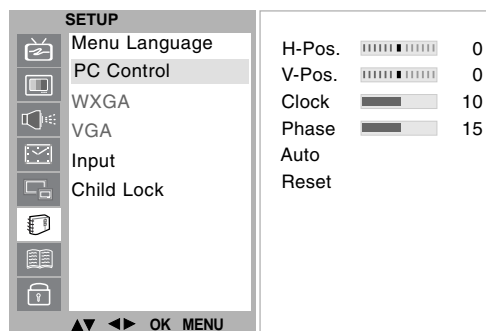 SETUP
Menu Language
PC Control
WXGA
VGA
Input
Child Lock
OK MENU
H-Pos. 0
V-Pos. 0
Clock 10
Phase 15
Auto
Reset